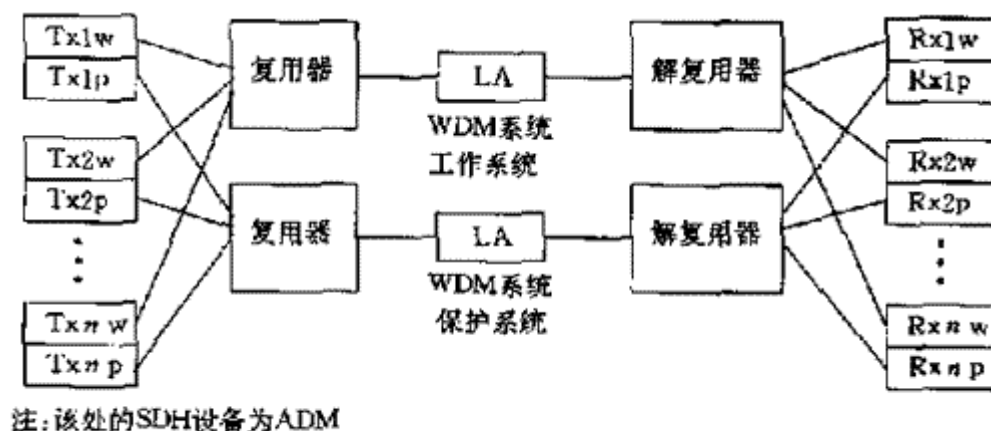 Tx1w
Tx1p
Tx2w
Tx2p
Txn w
Txn p
复用器
复用器
LA
WDM系统
工作系统
LA
WDM系统
保护系统
解复用器
解复用器
Rx1w
Rx1p
Rx2w
Rx2p
Rxn w
Rxn p
注:该处的SDH设备为ADM